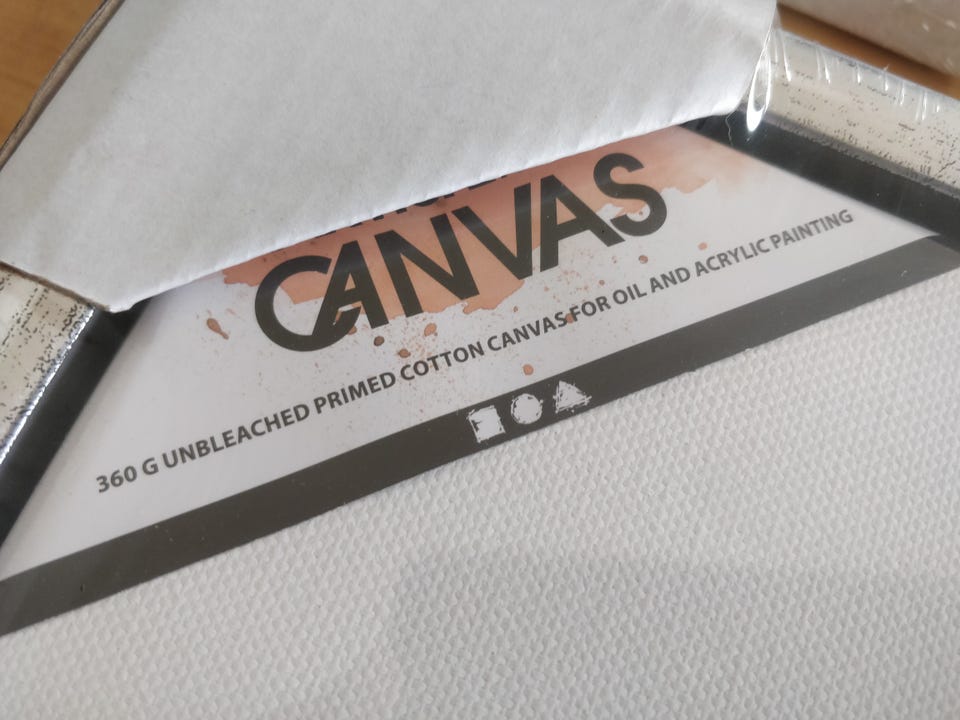 CANVAS
360 G UNBLEACHED PRIMED COTTON CANVAS FOR OIL AND ACRYLIC PAINTING